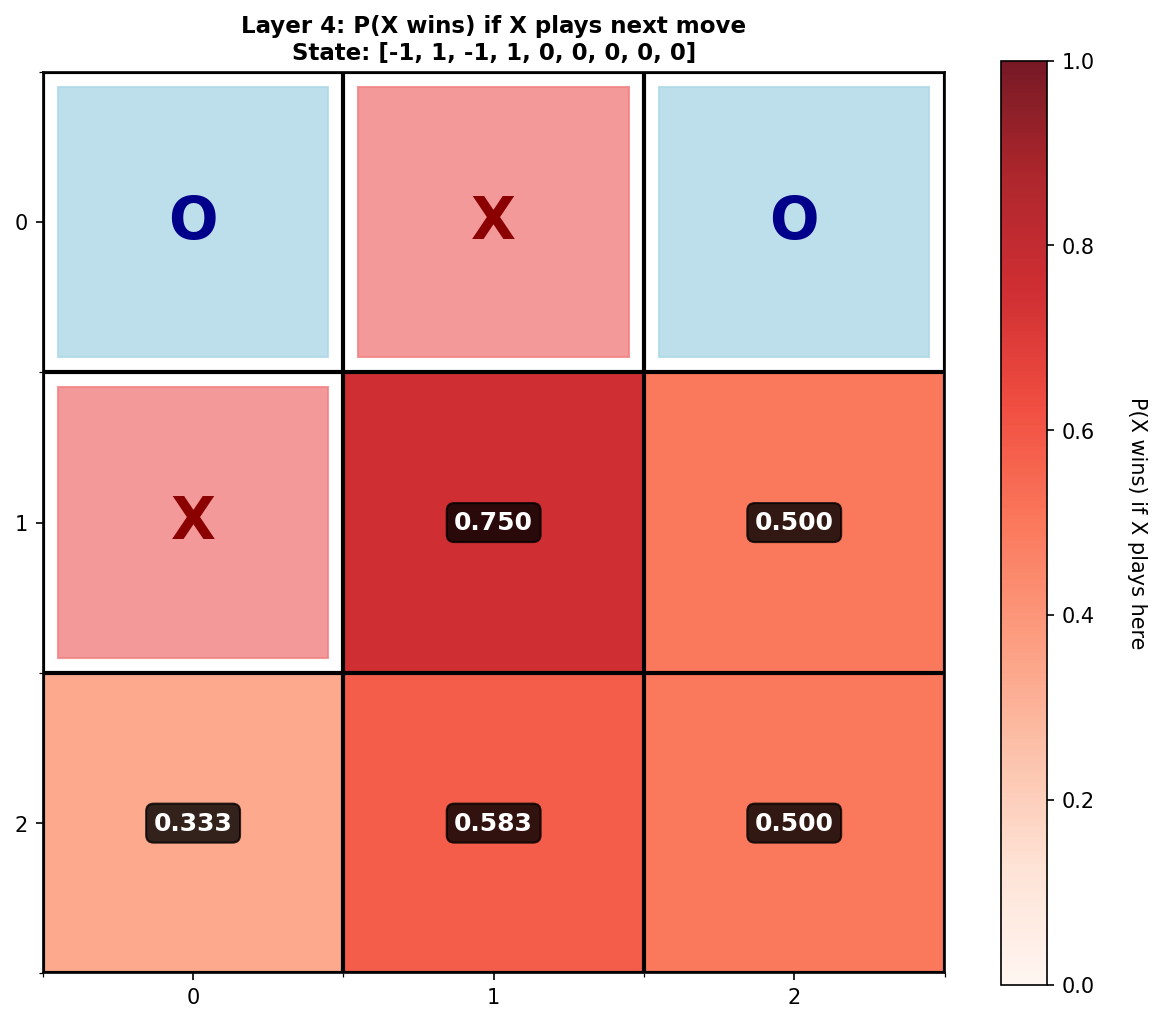 Layer 4: P(X wins) if X plays next move
State: [-1, 1, -1, 1, 0, 0, 0, 0, 0]
0
O
X
O
1
X
0.750
0.500
2
0.333
0.583
0.500
0
1
2
1.0
0.8
0.6
0.4
0.2
0.0
P(X wins) if X plays here